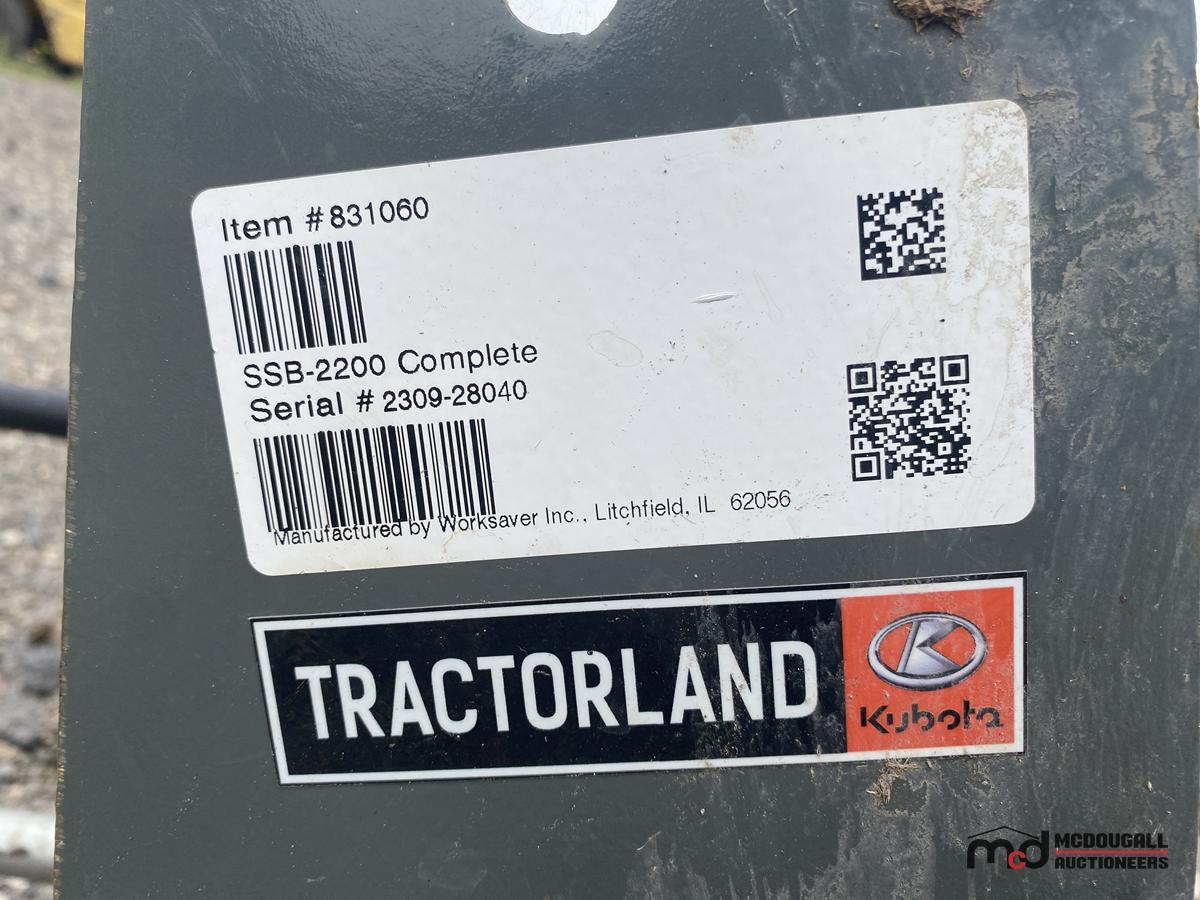 Item #831060
SSB-2200 Complete
Serial # 2309-28040
Manufactured by Worksaver Inc., Litchfield, IL 62056
TRACTORLAND
Kubota
mcd MCDOUGALL
AUCTIONEERS